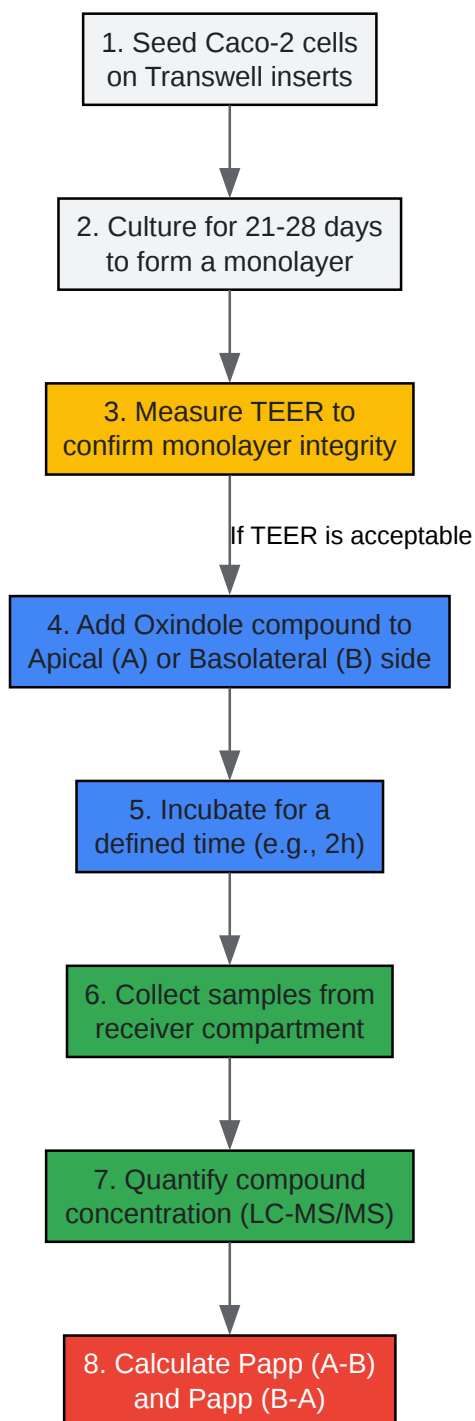 1. Seed Caco-2 cells
on Transwell inserts
2. Culture for 21-28 days
to form a monolayer
3. Measure TEER to
confirm monolayer integrity
If TEER is acceptable
4. Add Oxindole compound to
Apical (A) or Basolateral (B) side
5. Incubate for a
defined time (e.g., 2h)
6. Collect samples from
receiver compartment
7. Quantify compound
concentration (LC-MS/MS)
8. Calculate Papp (A-B)
and Papp (B-A)